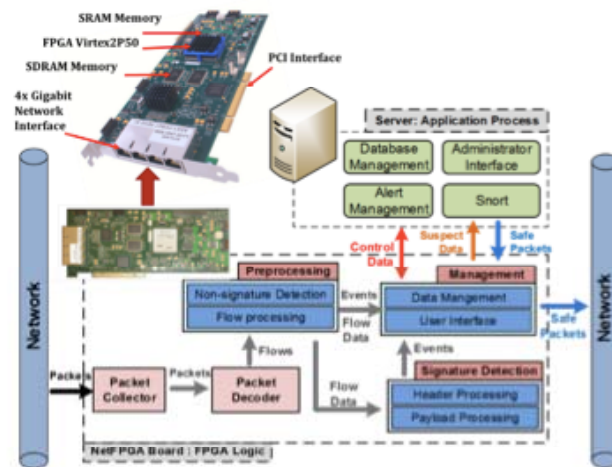 SRAM Memory
FPGA Virtex2P50
SDRAM Memory
4x Gigabit
Network
Interface
PCI Interface
Server: Application Process
Database
Management
Administrator
Interface
Alert
Management
Snort
Control
Data
Suspect
Data
Safe
Packets
Network
Preprocessing
Non-signature Detection
Flow processing
Events
Flow
Data
Management
Data Mangement
User Interface
Safe
Packets
Network
Flows
Events
Packets
Packet
Collector
Packets
Packet
Decoder
Flow
Data
Signature Detection
Header Processing
Payload Processing
NetFPGA Board : FPGA Logic